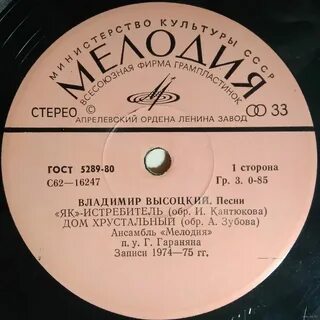 МИНИСТЕРСТВО КУЛЬТУРЫ СССР
МЕЛОДИЯ
ВСЕСОЮЗНАЯ ФИРМА ГРАМПЛАСТИНОК
СТЕРЕО 33
АПРЕЛЕВСКИЙ ОРДЕНА ЛЕНИНА ЗАВОД
ГОСТ 5289-80 1 сторона
С62—16247 Гр. 3. 0-85
ВЛАДИМИР ВЫСОЦКИЙ. Песни
«ЯК»-ИСТРЕБИТЕЛЬ (обр. И. Кантюкова)
ДОМ ХРУСТАЛЬНЫЙ (обр. А. Зубова)
Ансамбль «Мелодия»
п. у. Г. Гараняна
Записи 1974—75 гг.